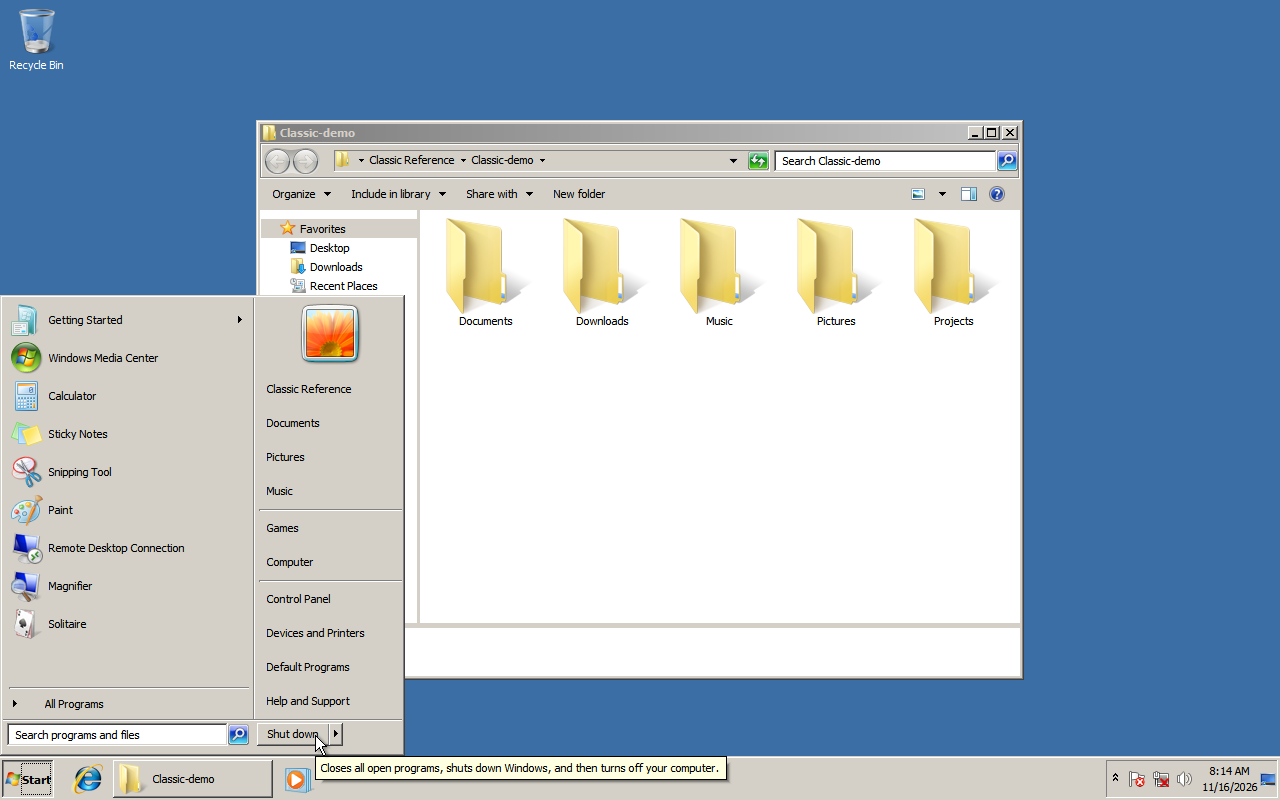 Recycle Bin
Classic-demo
Classic Reference Classic-demo
Search Classic-demo
Organize Include in library Share with New folder
Favorites
Desktop
Downloads
Recent Places
Documents Downloads Music Pictures Projects
Getting Started
Windows Media Center
Calculator
Sticky Notes
Snipping Tool
Paint
Remote Desktop Connection
Magnifier
Solitaire
All Programs
Search programs and files
Classic Reference
Documents
Pictures
Music
Games
Computer
Control Panel
Devices and Printers
Default Programs
Help and Support
Shut down
Closes all open programs, shuts down Windows, and then turns off your computer.
Start
Classic-demo
8:14 AM
11/16/2026